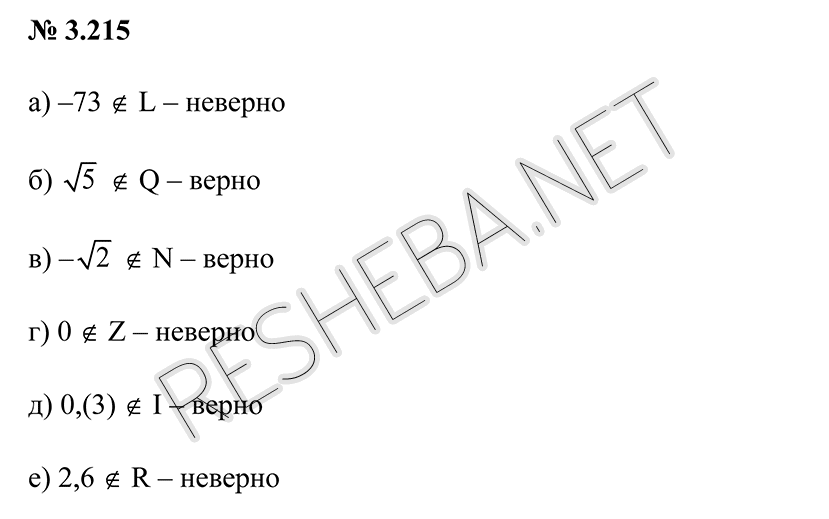 № 3.215
а) –73 ∉ L – неверно
б) √5 ∉ Q – верно
в) –√2 ∉ N – верно
г) 0 ∉ Z – неверно
д) 0,(3) ∉ I – верно
е) 2,6 ∉ R – неверно
RESHEBA.NET